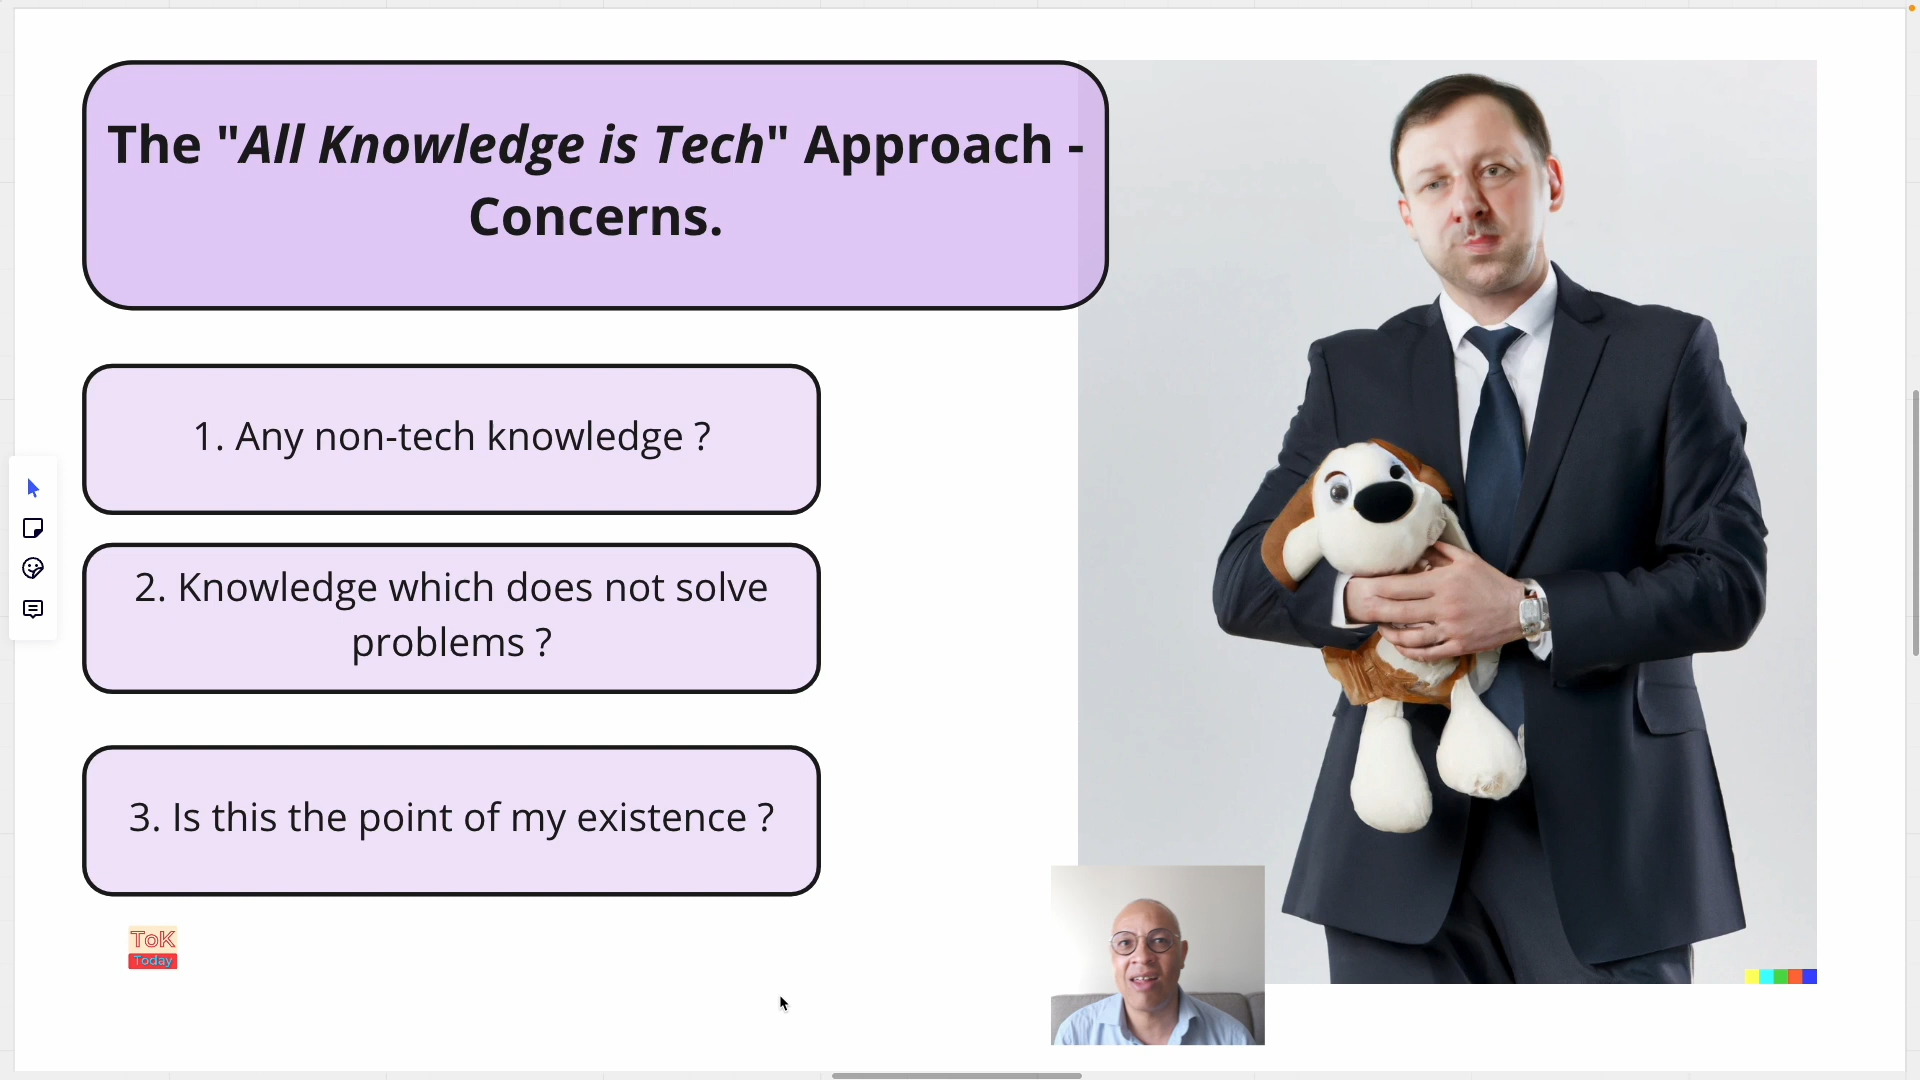 The "All Knowledge is Tech" Approach -
Concerns.
1. Any non-tech knowledge ?
2. Knowledge which does not solve
problems ?
3. Is this the point of my existence ?
ToK
Today